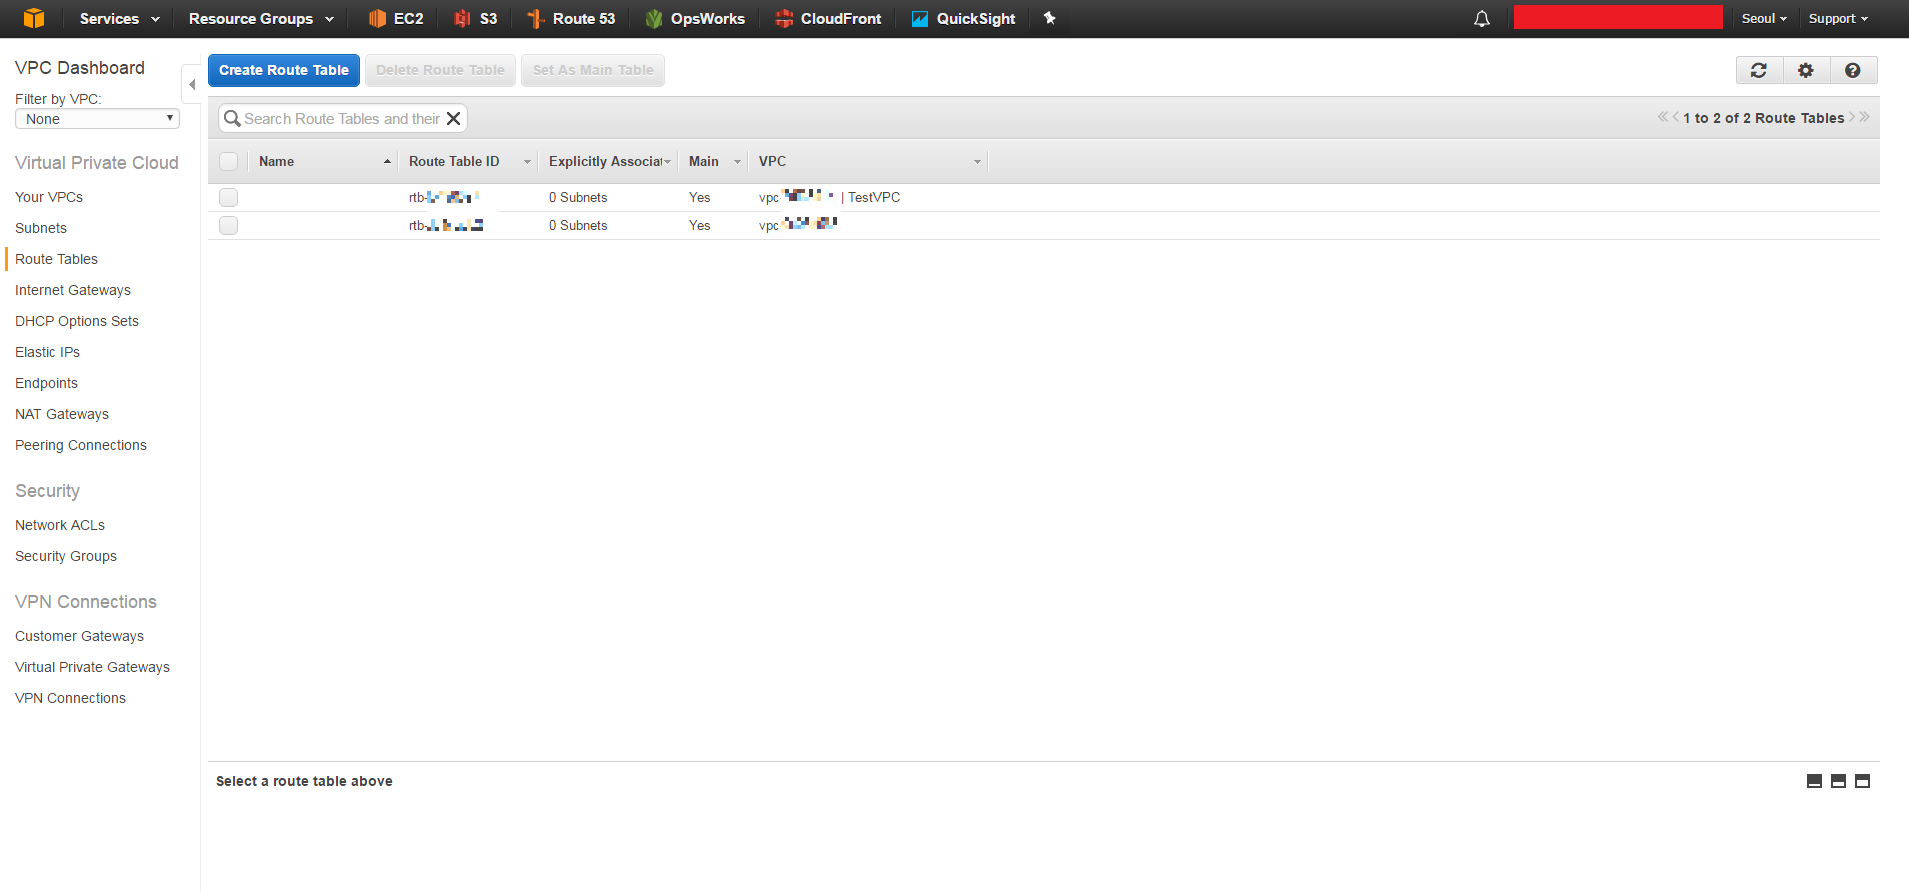 Services Resource Groups EC2 S3 Route 53 OpsWorks CloudFront QuickSight Seoul Support
VPC Dashboard
Filter by VPC:
None
Virtual Private Cloud
Your VPCs
Subnets
Route Tables
Internet Gateways
DHCP Options Sets
Elastic IPs
Endpoints
NAT Gateways
Peering Connections
Security
Network ACLs
Security Groups
VPN Connections
Customer Gateways
Virtual Private Gateways
VPN Connections
Create Route Table Delete Route Table Set As Main Table
Search Route Tables and their 1 to 2 of 2 Route Tables
Name Route Table ID Explicitly Associat Main VPC
rtb- 0 Subnets Yes vpc- | TestVPC
rtb- 0 Subnets Yes vpc-
Select a route table above